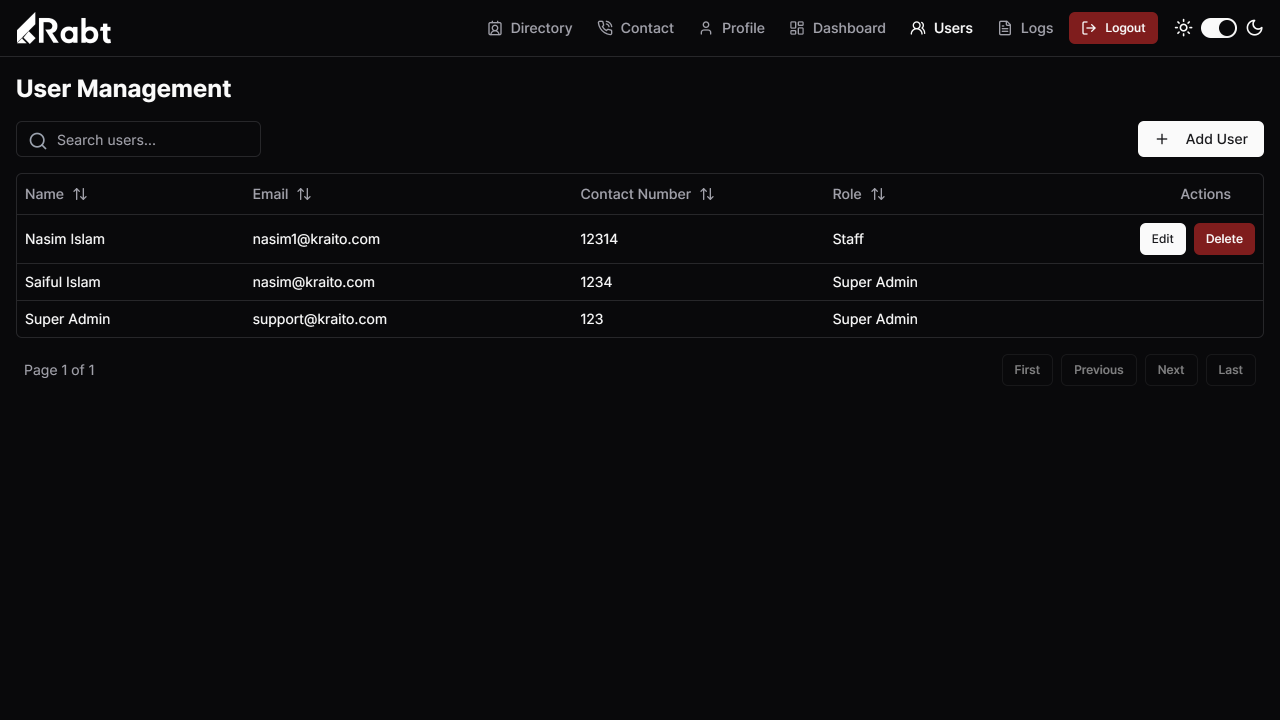 Rabt Directory Contact Profile Dashboard Users Logs Logout
User Management
Search users... Add User
Name Email Contact Number Role Actions
Nasim Islam nasim1@kraito.com 12314 Staff Edit Delete
Saiful Islam nasim@kraito.com 1234 Super Admin
Super Admin support@kraito.com 123 Super Admin
Page 1 of 1 First Previous Next Last